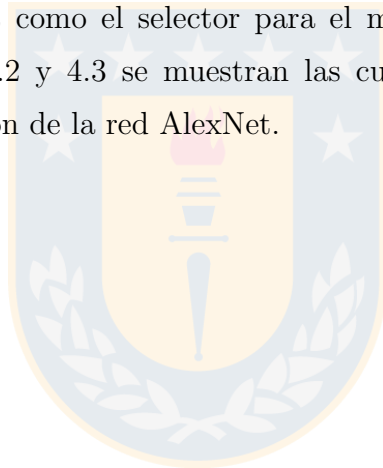 como el selector para el m
.2 y 4.3 se muestran las cu
n de la red AlexNet.